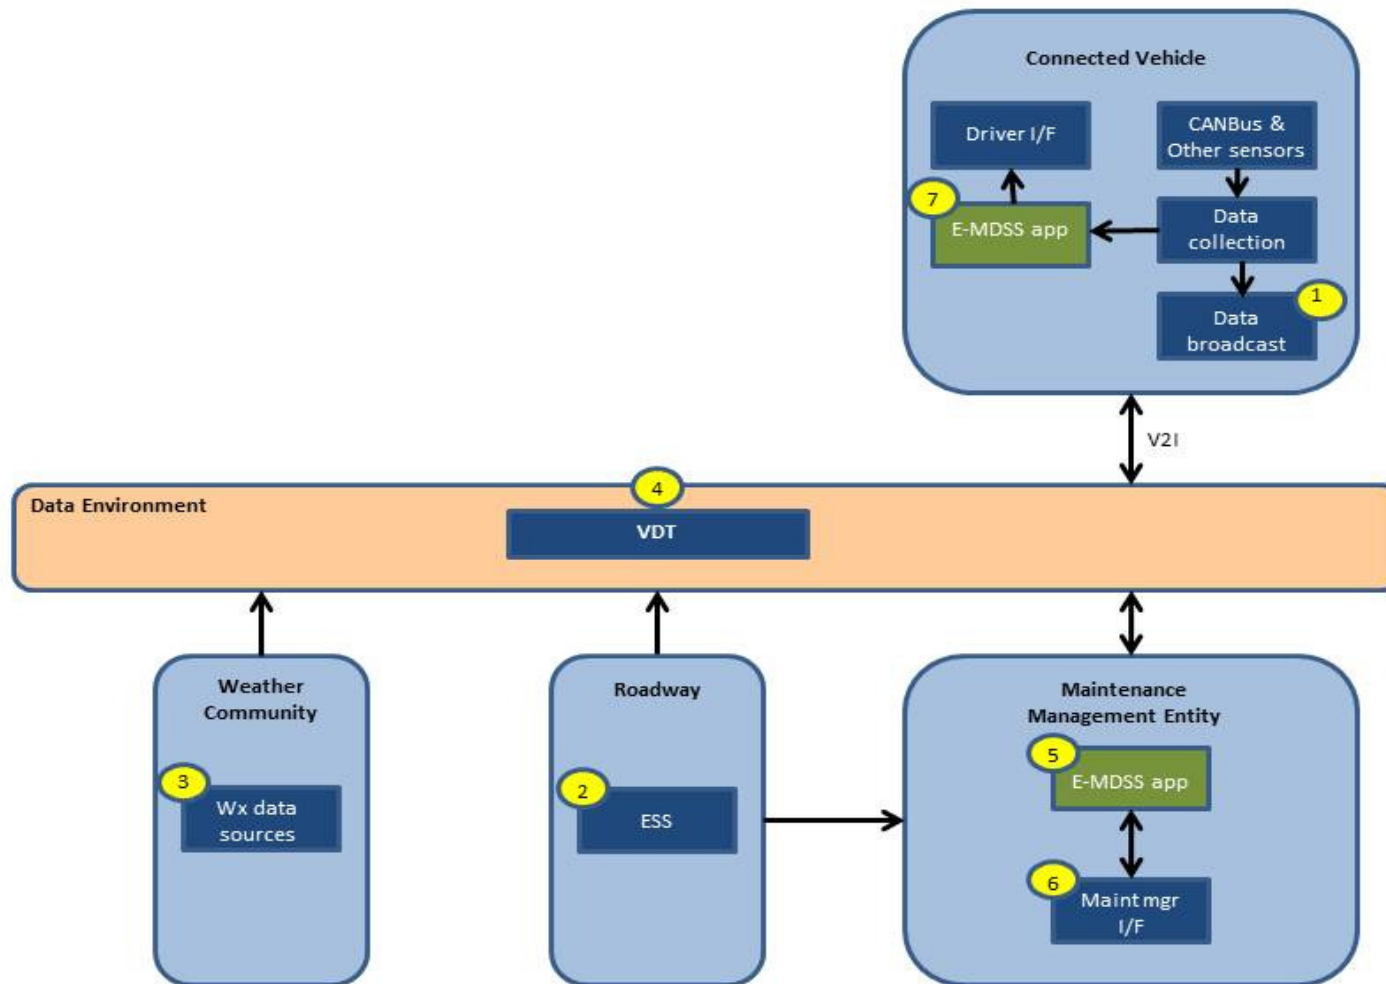 Connected Vehicle
Driver I/F
CANBus &
Other sensors
7
E-MDSS app
Data
collection
1
Data
broadcast
V2I
4
Data Environment
VDT
Weather
Community
3
Wx data
sources
Roadway
2
ESS
Maintenance
Management Entity
5
E-MDSS app
6
Maint mgr
I/F